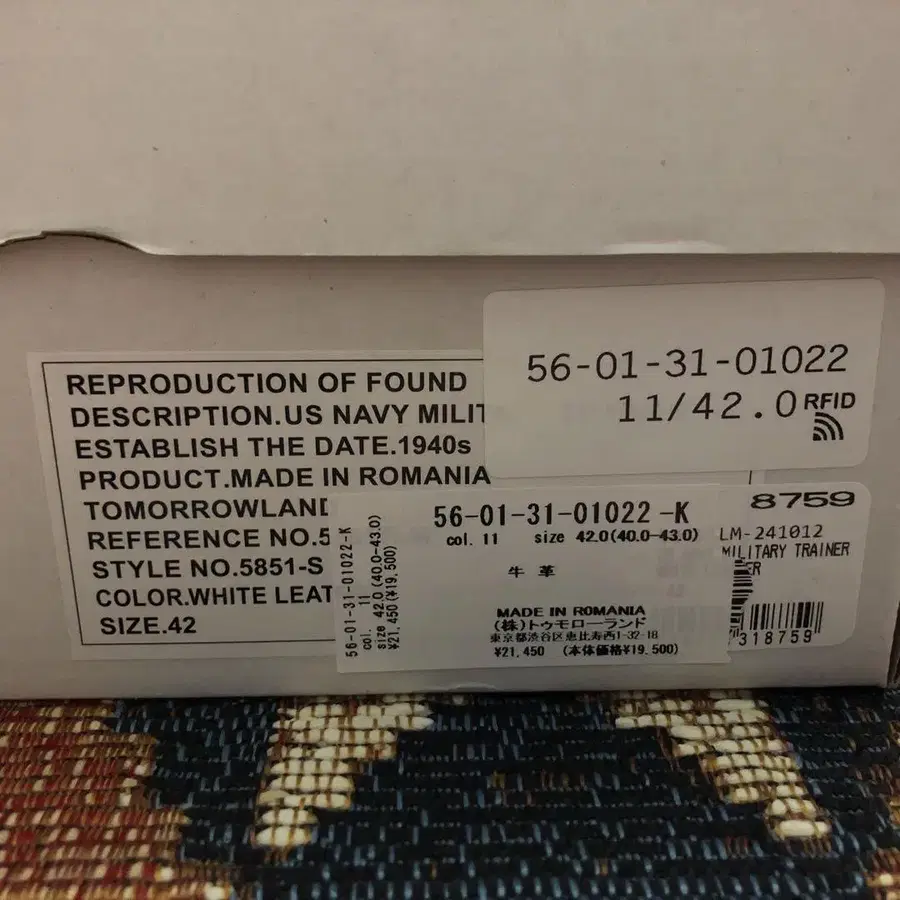 REPRODUCTION OF FOUND
DESCRIPTION.US NAVY MILIT
ESTABLISH THE DATE.1940s
PRODUCT.MADE IN ROMANIA
TOMORROWLAND
REFERENCE NO.5
STYLE NO.5851-S
COLOR.WHITE LEAT
SIZE.42
56-01-31-01022
11/42.0 RFID
56-01-31-01022-K
col. 11
size 42.0(40.0-43.0)
¥21,450(¥19,500)
56-01-31-01022-K
col. 11 size 42.0(40.0-43.0)
牛革
MADE IN ROMANIA
(株)トゥモローランド
東京都渋谷区恵比寿西1-32-18
¥21,450 (本体価格¥19,500)
8759
LM-241012
MILITARY TRAINER
ER
318759